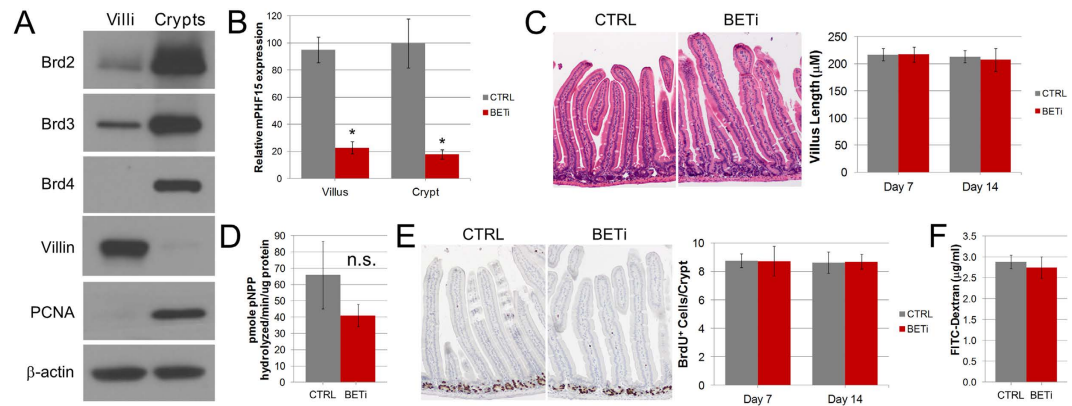 A
Villi Crypts
Brd2
Brd3
Brd4
Villin
PCNA
β-actin
B
Relative mPHF15 expression
120
100
80
60
40
20
0
*
*
Villus Crypt
CTRL
BETi
C
CTRL BETi
Villus Length (μM)
250
200
150
100
50
0
Day 7 Day 14
CTRL
BETi
D
pmole pNPP
hydrolyzed/min/ug protein
90
80
70
60
50
40
30
20
10
0
n.s.
CTRL BETi
E
CTRL BETi
BrdU+ Cells/Crypt
10
8
6
4
2
0
Day 7 Day 14
CTRL
BETi
F
FITC-Dextran (μg/ml)
3.5
3.0
2.5
2.0
1.5
1.0
0.5
0.0
CTRL BETi